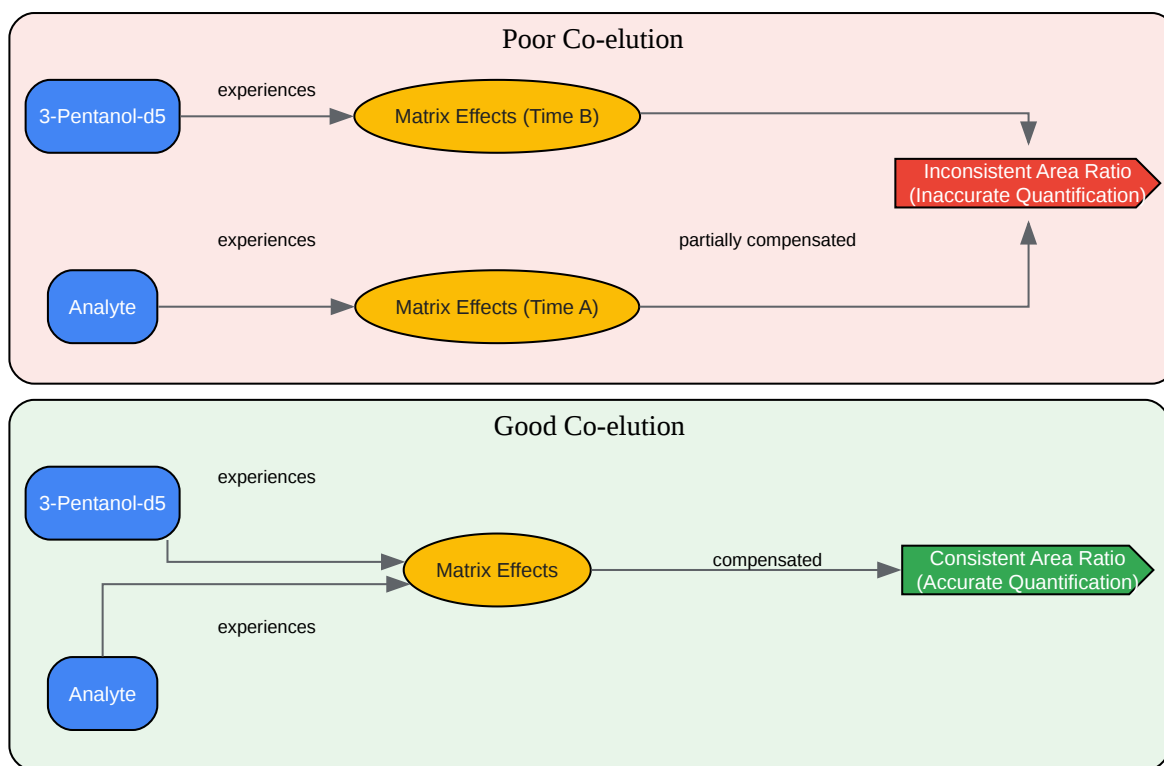 Poor Co-elution
3-Pentanol-d5
experiences
Matrix Effects (Time B)
Inconsistent Area Ratio
(Inaccurate Quantification)
Analyte
experiences
Matrix Effects (Time A)
partially compensated
Good Co-elution
3-Pentanol-d5
experiences
Matrix Effects
compensated
Consistent Area Ratio
(Accurate Quantification)
experiences
Analyte